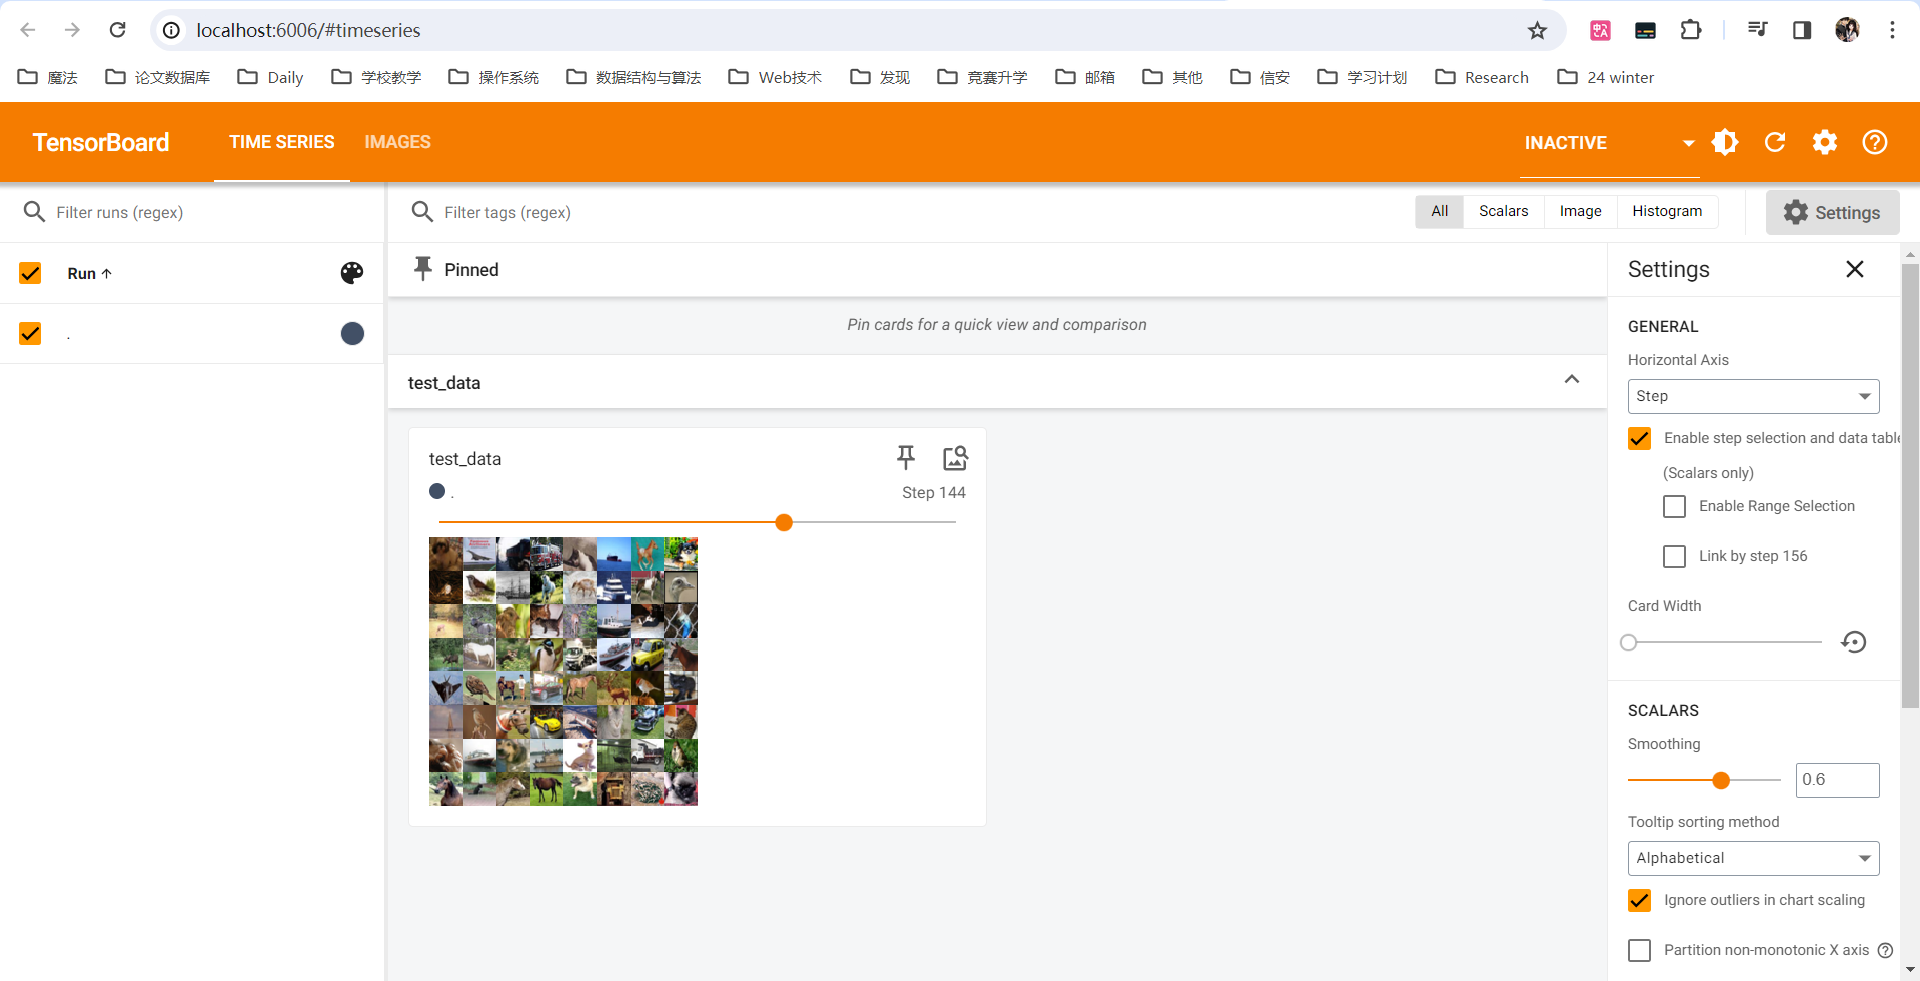 localhost:6006/#timeseries
魔法 论文数据库 Daily 学校教学 操作系统 数据结构与算法 Web技术 发现 竞赛升学 邮箱 其他 信安 学习计划 Research 24 winter
TensorBoard TIME SERIES IMAGES INACTIVE
Filter runs (regex) Filter tags (regex) All Scalars Image Histogram Settings
Run ↑
.
Pinned
Pin cards for a quick view and comparison
test_data
test_data
. Step 144
Settings
GENERAL
Horizontal Axis
Step
Enable step selection and data table
(Scalars only)
Enable Range Selection
Link by step 156
Card Width
SCALARS
Smoothing
0.6
Tooltip sorting method
Alphabetical
Ignore outliers in chart scaling
Partition non-monotonic X axis